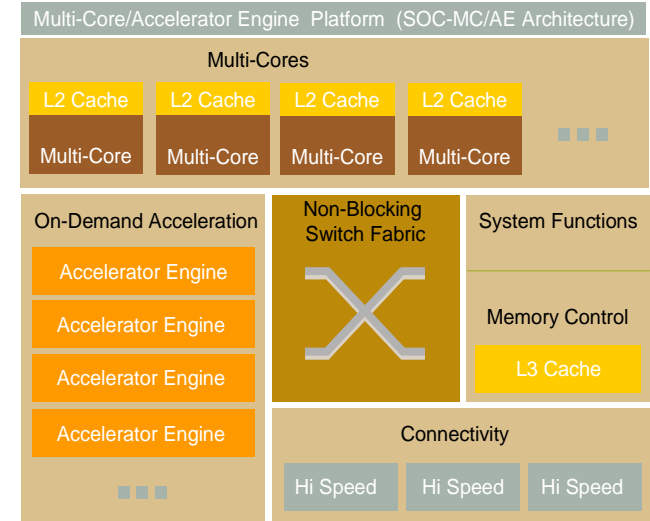 Multi-Core/Accelerator Engine Platform (SOC-MC/AE Architecture)
Multi-Cores
L2 Cache L2 Cache L2 Cache L2 Cache
Multi-Core Multi-Core Multi-Core Multi-Core
On-Demand Acceleration
Accelerator Engine
Accelerator Engine
Accelerator Engine
Accelerator Engine
Non-Blocking
Switch Fabric
System Functions
Memory Control
L3 Cache
Connectivity
Hi Speed Hi Speed Hi Speed